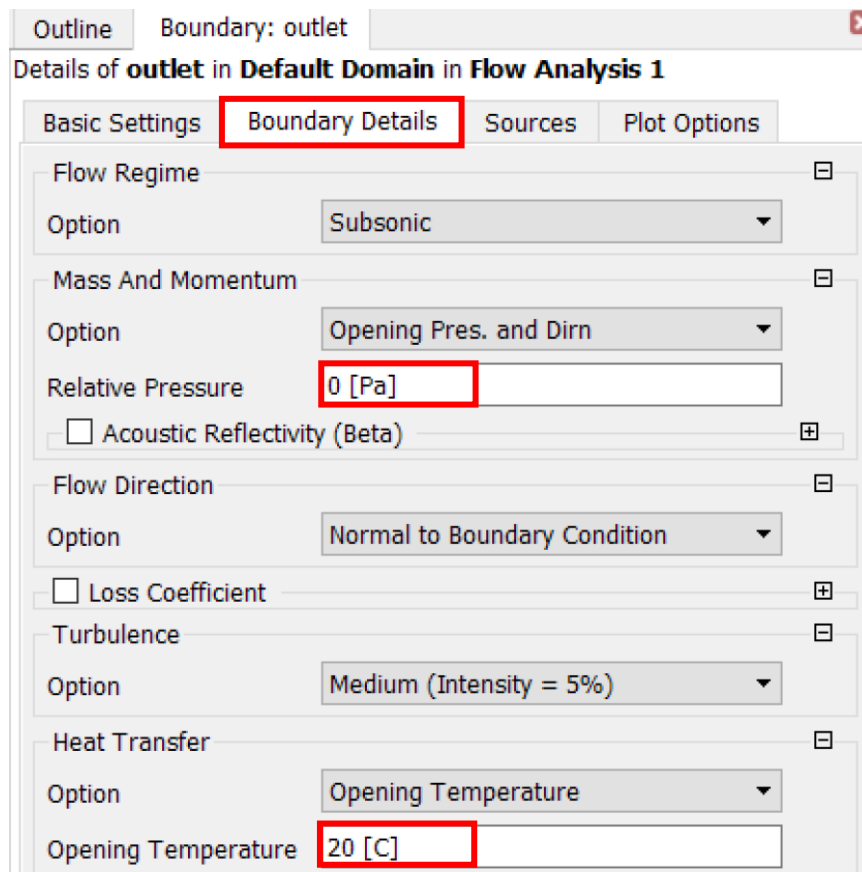 Outline Boundary: outlet
Details of outlet in Default Domain in Flow Analysis 1
Basic Settings Boundary Details Sources Plot Options
Flow Regime
Option Subsonic
Mass And Momentum
Option Opening Pres. and Dirn
Relative Pressure 0 [Pa]
Acoustic Reflectivity (Beta)
Flow Direction
Option Normal to Boundary Condition
Loss Coefficient
Turbulence
Option Medium (Intensity = 5%)
Heat Transfer
Option Opening Temperature
Opening Temperature 20 [C]